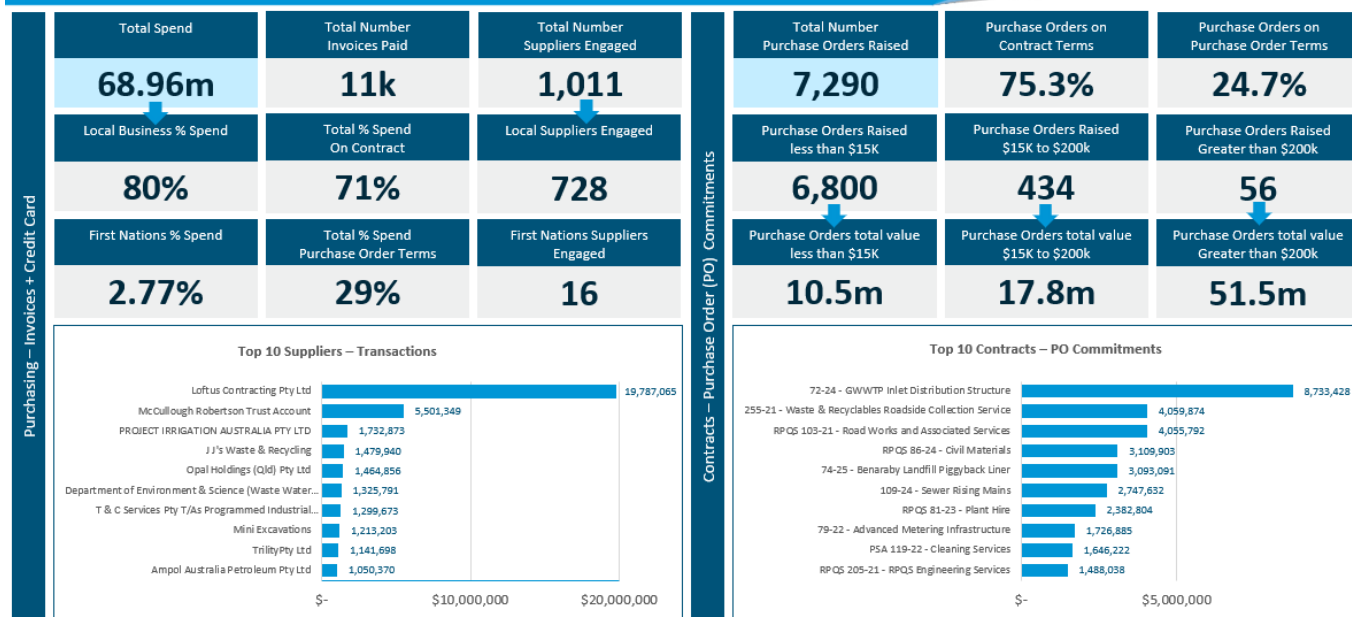 Purchasing – Invoices + Credit Card
Total Spend
68.96m
Total Number
Invoices Paid
11k
Total Number
Suppliers Engaged
1,011
Local Business % Spend
80%
Total % Spend
On Contract
71%
Local Suppliers Engaged
728
First Nations % Spend
2.77%
Total % Spend
Purchase Order Terms
29%
First Nations Suppliers
Engaged
16
Top 10 Suppliers – Transactions
Loftus Contracting Pty Ltd 19,787,065
McCullough Robertson Trust Account 5,501,349
PROJECT IRRIGATION AUSTRALIA PTY LTD 1,732,873
J J's Waste & Recycling 1,479,940
Opal Holdings (Qld) Pty Ltd 1,464,856
Department of Environment & Science (Waste Water... 1,325,791
T & C Services Pty T/As Programmed Industrial... 1,299,673
Mini Excavations 1,213,203
TrilityPty Ltd 1,141,698
Ampol Australia Petroleum Pty Ltd 1,050,370
$- $10,000,000 $20,000,000
Contracts – Purchase Order (PO) Commitments
Total Number
Purchase Orders Raised
7,290
Purchase Orders on
Contract Terms
75.3%
Purchase Orders on
Purchase Order Terms
24.7%
Purchase Orders Raised
less than $15K
6,800
Purchase Orders Raised
$15K to $200k
434
Purchase Orders Raised
Greater than $200k
56
Purchase Orders total value
less than $15K
10.5m
Purchase Orders total value
$15K to $200k
17.8m
Purchase Orders total value
Greater than $200k
51.5m
Top 10 Contracts – PO Commitments
72-24 - GWWTP Inlet Distribution Structure 8,733,428
255-21 - Waste & Recyclables Roadside Collection Service 4,059,874
RPQS 103-21 - Road Works and Associated Services 4,055,792
RPQS 86-24 - Civil Materials 3,109,903
74-25 - Benaraby Landfill Piggyback Liner 3,093,091
109-24 - Sewer Rising Mains 2,747,632
RPQS 81-23 - Plant Hire 2,382,804
79-22 - Advanced Metering Infrastructure 1,726,885
PSA 119-22 - Cleaning Services 1,646,222
RPQS 205-21 - RPQS Engineering Services 1,488,038
$- $5,000,000